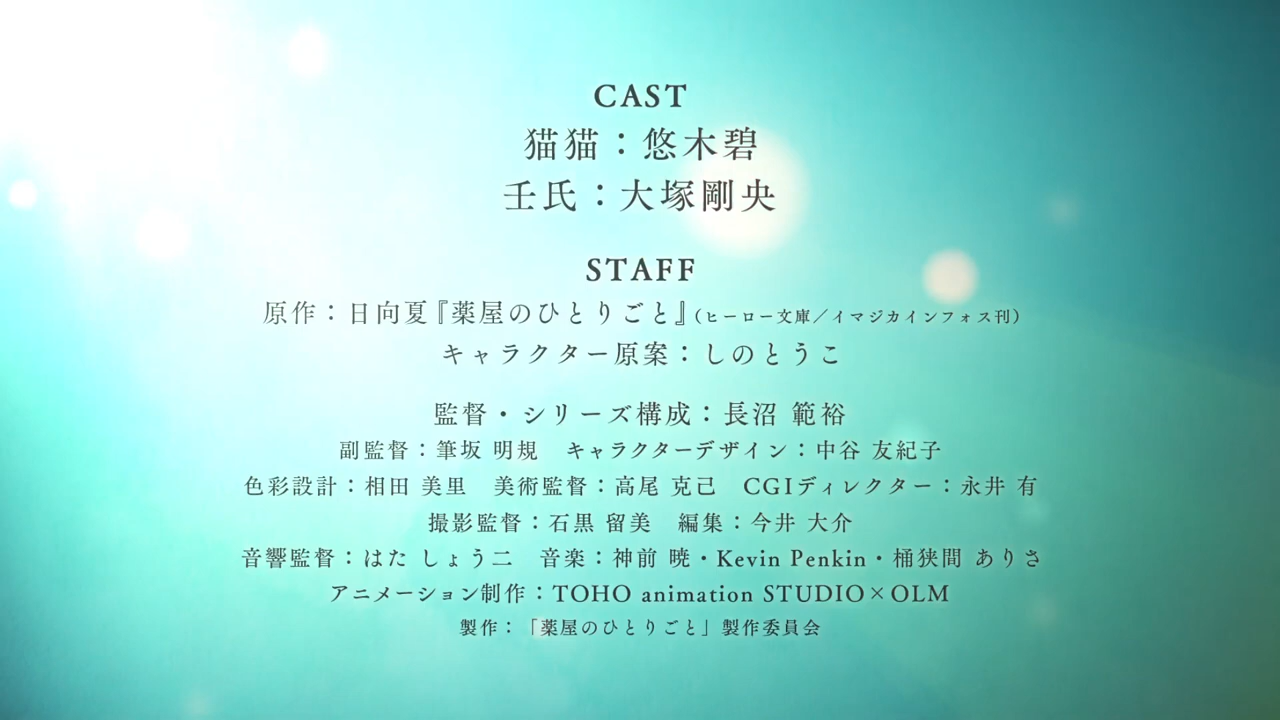 CAST
猫猫：悠木碧
壬氏：大塚剛央
STAFF
原作：日向夏『薬屋のひとりごと』（ヒーロー文庫／イマジカインフォス刊）
キャラクター原案：しのとうこ
監督・シリーズ構成：長沼 範裕
副監督：筆坂 明規　キャラクターデザイン：中谷 友紀子
色彩設計：相田 美里　美術監督：高尾 克己　CGIディレクター：永井 有
撮影監督：石黒 留美　編集：今井 大介
音響監督：はた しょう二　音楽：神前 暁・Kevin Penkin・桶狭間 ありさ
アニメーション制作：TOHO animation STUDIO×OLM
製作：「薬屋のひとりごと」製作委員会